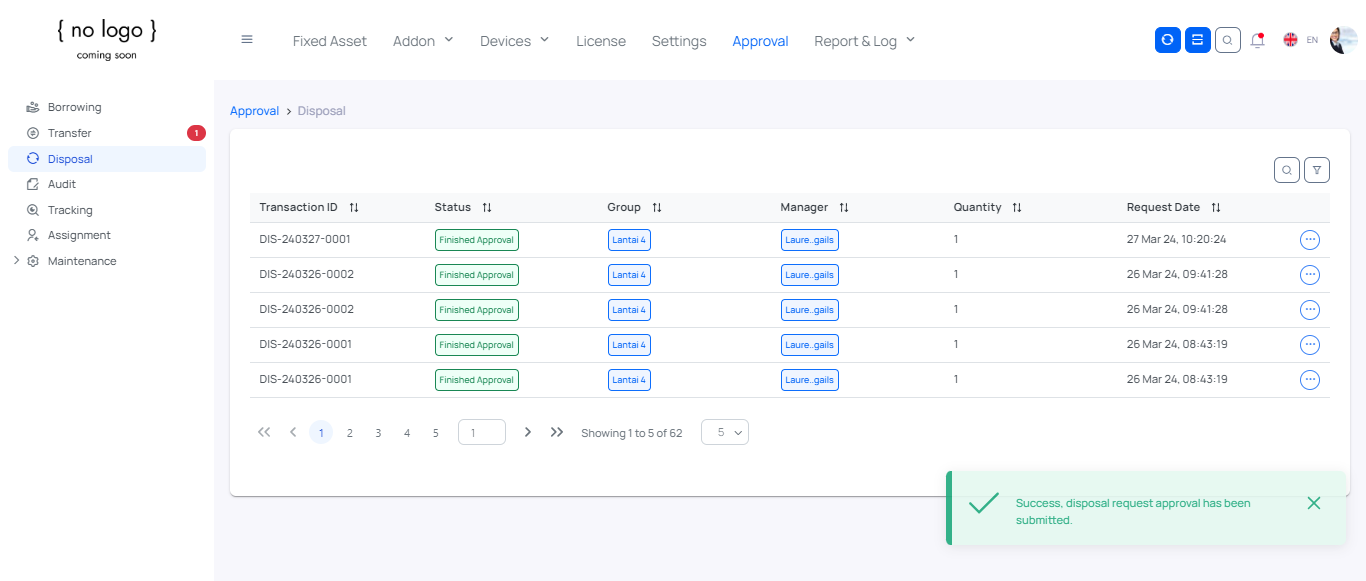 { no logo }
coming soon
Fixed Asset Addon Devices License Settings Approval Report & Log EN
Borrowing
Transfer 1
Disposal
Audit
Tracking
Assignment
Maintenance
Approval > Disposal
Transaction ID Status Group Manager Quantity Request Date
DIS-240327-0001 Finished Approval Lantai 4 Laure..gails 1 27 Mar 24, 10:20:24
DIS-240326-0002 Finished Approval Lantai 4 Laure..gails 1 26 Mar 24, 09:41:28
DIS-240326-0002 Finished Approval Lantai 4 Laure..gails 1 26 Mar 24, 09:41:28
DIS-240326-0001 Finished Approval Lantai 4 Laure..gails 1 26 Mar 24, 08:43:19
DIS-240326-0001 Finished Approval Lantai 4 Laure..gails 1 26 Mar 24, 08:43:19
1 2 3 4 5 1 Showing 1 to 5 of 62 5
Success, disposal request approval has been
submitted.